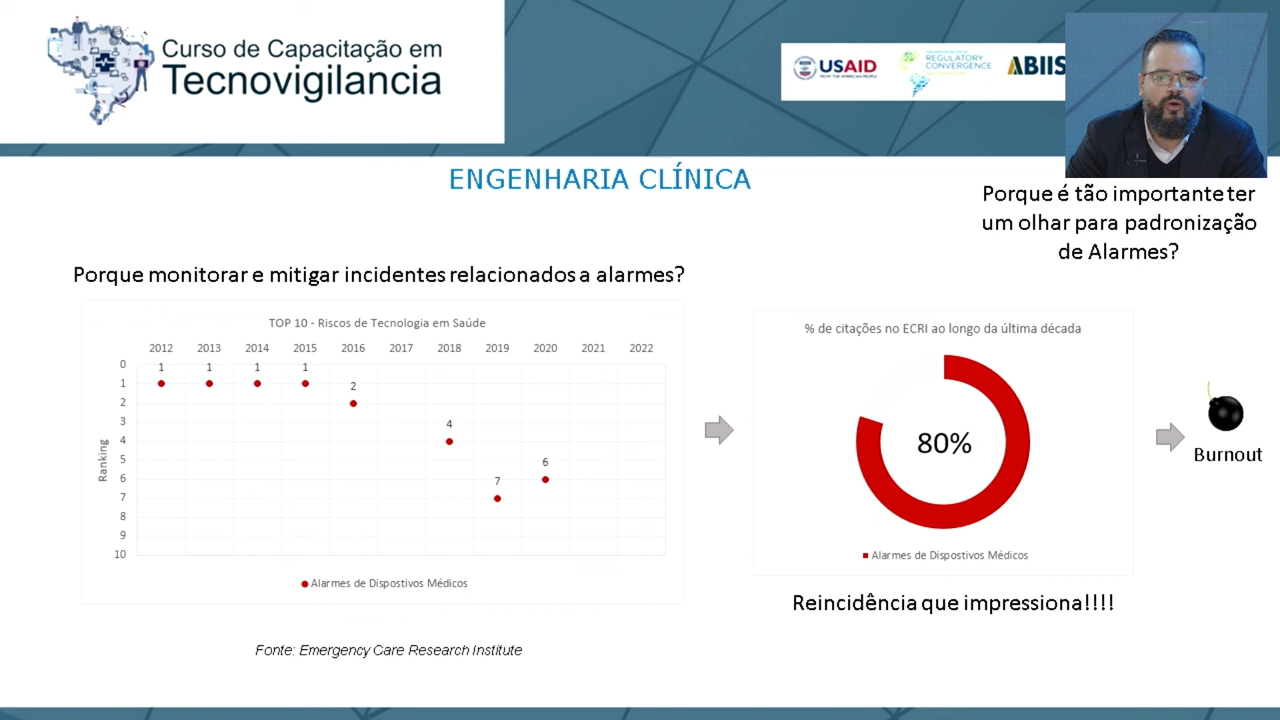 Curso de Capacitação em
Tecnovigilancia
USAID
FROM THE AMERICAN PEOPLE
REGULATORY
CONVERGENCE
ABIIS
ENGENHARIA CLÍNICA
Porque é tão importante ter
um olhar para padronização
de Alarmes?
Porque monitorar e mitigar incidentes relacionados a alarmes?
TOP 10 - Riscos de Tecnologia em Saúde
2012 2013 2014 2015 2016 2017 2018 2019 2020 2021 2022
0
1
2
3
4
5
6
7
8
9
10
Ranking
1 1 1 1
2
4
7
6
Alarmes de Dispostivos Médicos
Fonte: Emergency Care Research Institute
% de citações no ECRI ao longo da última década
80%
Alarmes de Dispostivos Médicos
Reincidência que impressiona!!!!
Burnout